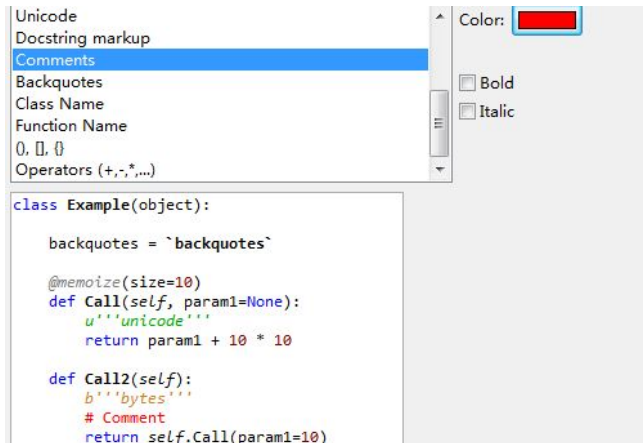 Unicode
Docstring markup
Comments
Backquotes
Class Name
Function Name
(), [], {}
Operators (+,-,*,...)
Color:
Bold
Italic
class Example(object):
    backquotes = `backquotes`
    @memoize(size=10)
    def Call(self, param1=None):
        u'''unicode'''
        return param1 + 10 * 10
    def Call2(self):
        b'''bytes'''
        # Comment
        return self.Call(param1=10)